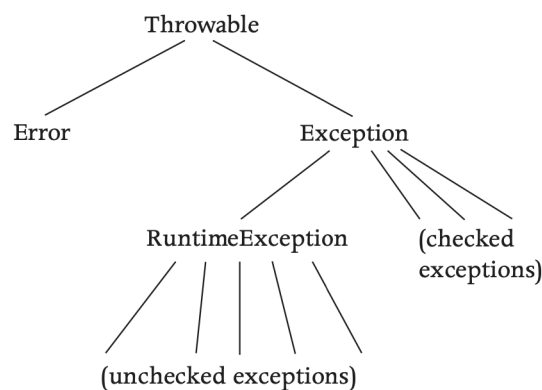 Throwable
Error
Exception
RuntimeException
(checked
exceptions)
(unchecked exceptions)